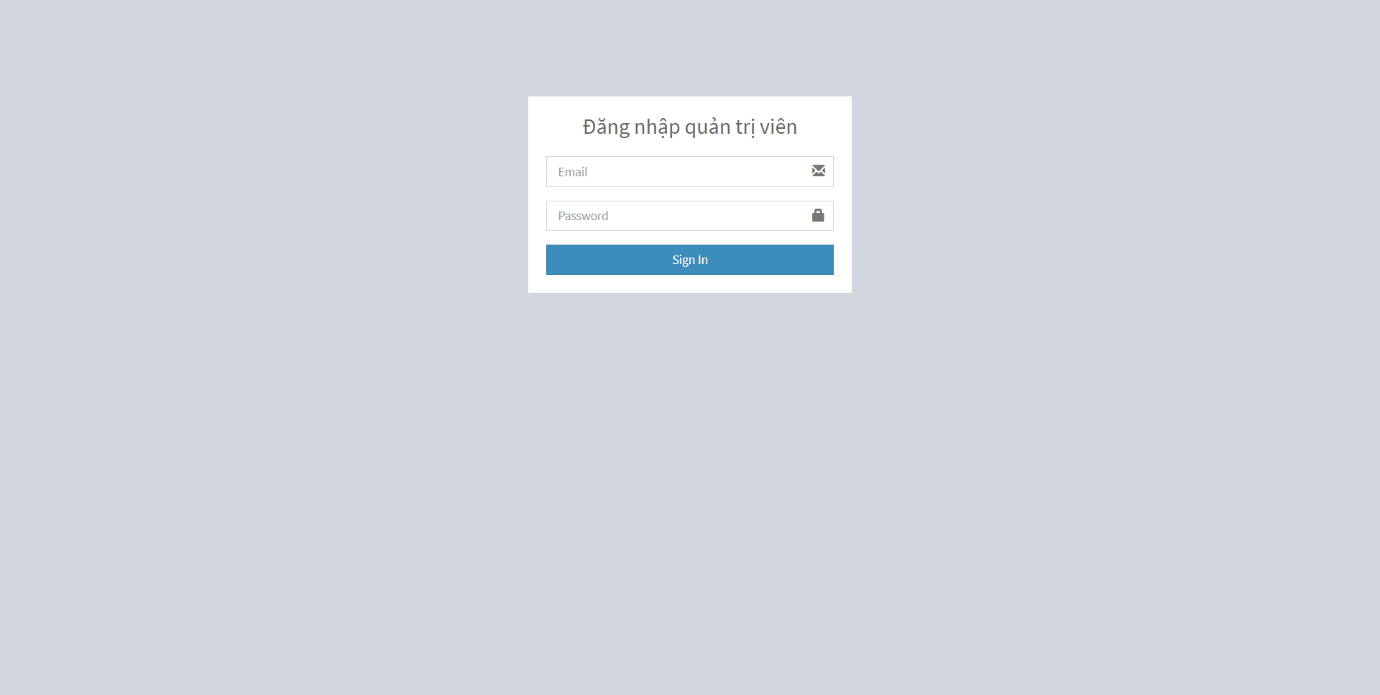 Đăng nhập quản trị viên
Email
Password
Sign In